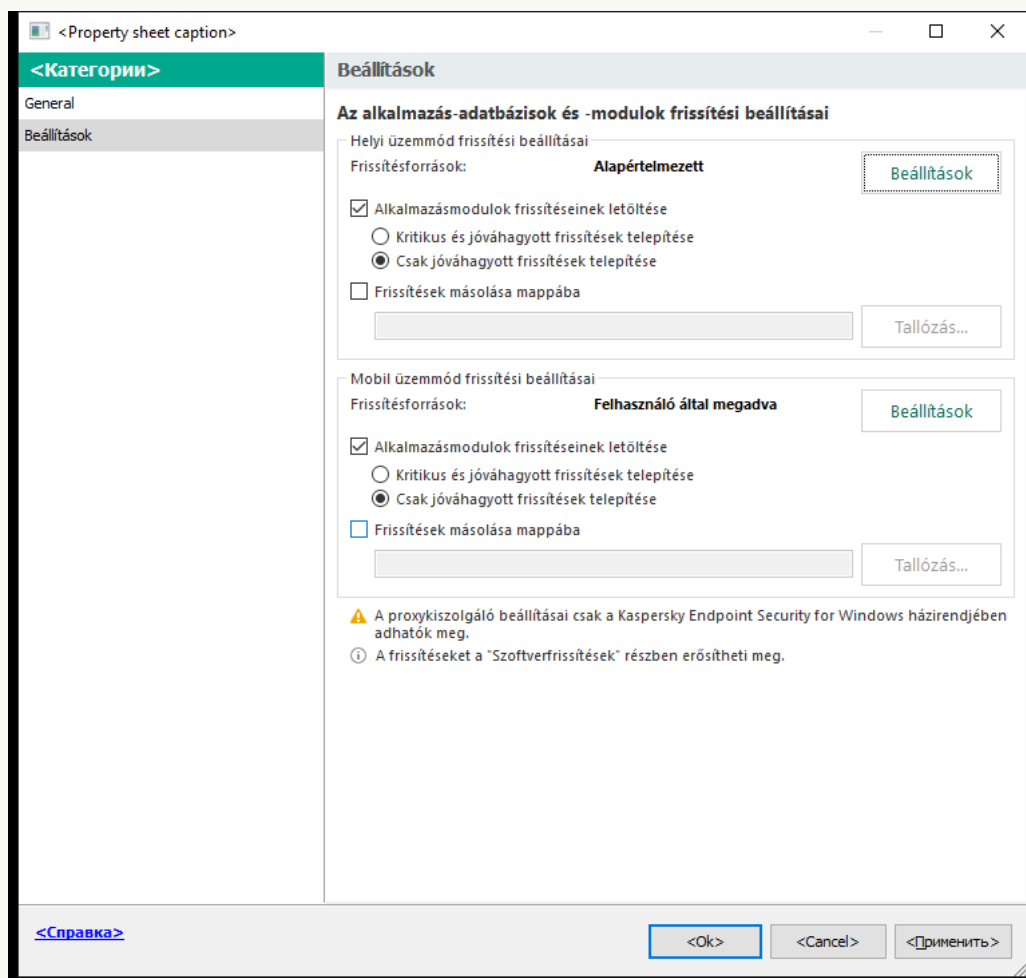 <Property sheet caption>
<Категории>
General
Beállítások
Beállítások
Az alkalmazás-adatbázisok és -modulok frissítési beállításai
Helyi üzemmód frissítési beállításai
Frissítésforrások: Alapértelmezett Beállítások
Alkalmazásmodulok frissítéseinek letöltése
Kritikus és jóváhagyott frissítések telepítése
Csak jóváhagyott frissítések telepítése
Frissítések másolása mappába
Tallózás...
Mobil üzemmód frissítési beállításai
Frissítésforrások: Felhasználó által megadva Beállítások
Alkalmazásmodulok frissítéseinek letöltése
Kritikus és jóváhagyott frissítések telepítése
Csak jóváhagyott frissítések telepítése
Frissítések másolása mappába
Tallózás...
A proxykiszolgáló beállításai csak a Kaspersky Endpoint Security for Windows házirendjében
adhatók meg.
A frissítéseket a "Szoftverfrissítések" részben erősítheti meg.
<Справка>
<Ok> <Cancel> <Применить>